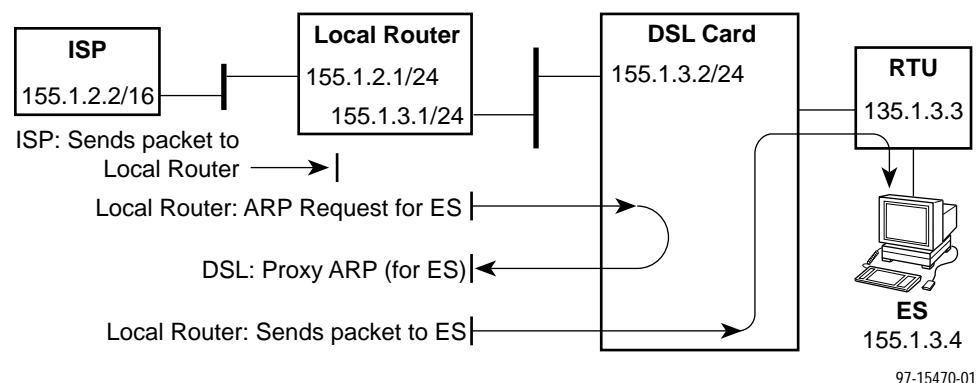 ISP
155.1.2.2/16
Local Router
155.1.2.1/24
155.1.3.1/24
DSL Card
155.1.3.2/24
RTU
135.1.3.3
ISP: Sends packet to
Local Router
Local Router: ARP Request for ES
DSL: Proxy ARP (for ES)
Local Router: Sends packet to ES
ES
155.1.3.4
97-15470-01